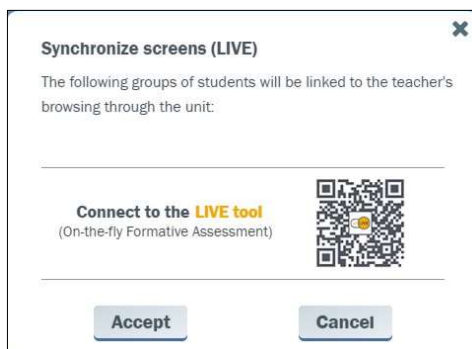 Synchronize screens (LIVE)
The following groups of students will be linked to the teacher's
browsing through the unit:
Connect to the LIVE tool
(On-the-fly Formative Assessment)
Accept
Cancel